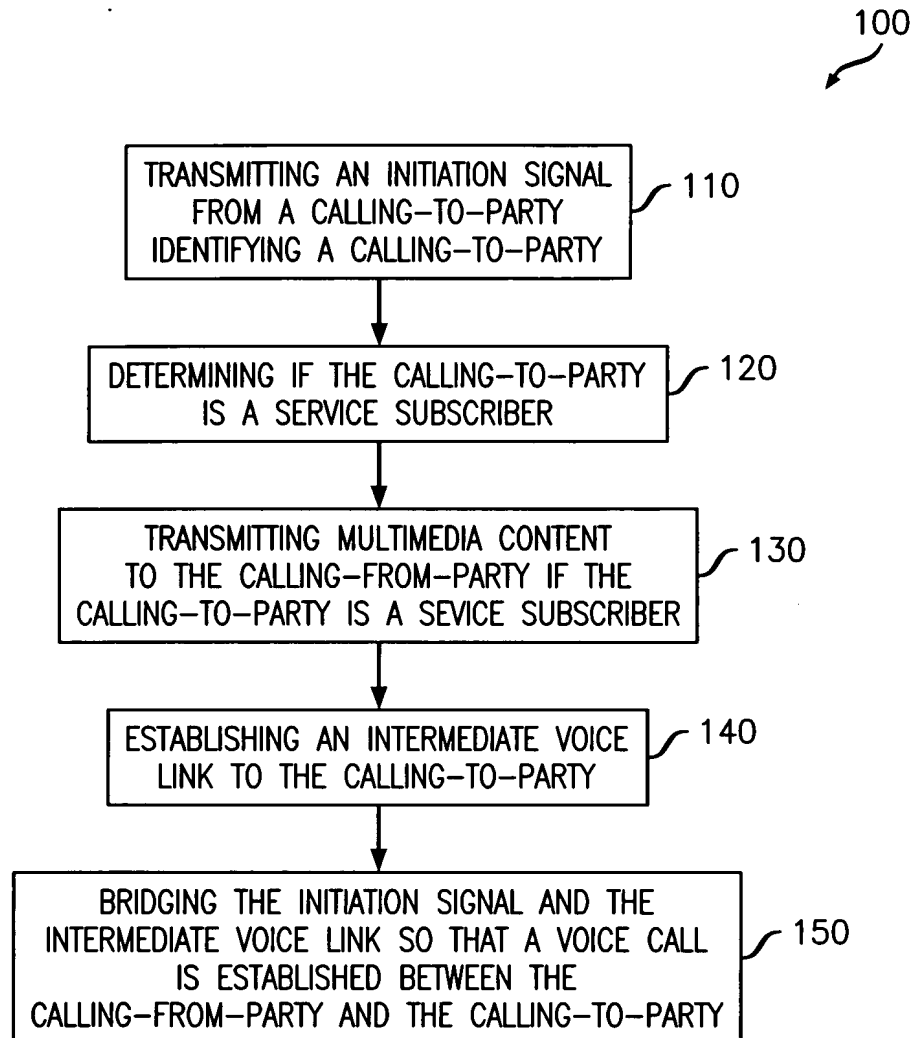 100
TRANSMITTING AN INITIATION SIGNAL
FROM A CALLING-TO-PARTY
IDENTIFYING A CALLING-TO-PARTY
110
DETERMINING IF THE CALLING-TO-PARTY
IS A SERVICE SUBSCRIBER
120
TRANSMITTING MULTIMEDIA CONTENT
TO THE CALLING-FROM-PARTY IF THE
CALLING-TO-PARTY IS A SEVICE SUBSCRIBER
130
ESTABLISHING AN INTERMEDIATE VOICE
LINK TO THE CALLING-TO-PARTY
140
BRIDGING THE INITIATION SIGNAL AND THE
INTERMEDIATE VOICE LINK SO THAT A VOICE CALL
IS ESTABLISHED BETWEEN THE
CALLING-FROM-PARTY AND THE CALLING-TO-PARTY
150